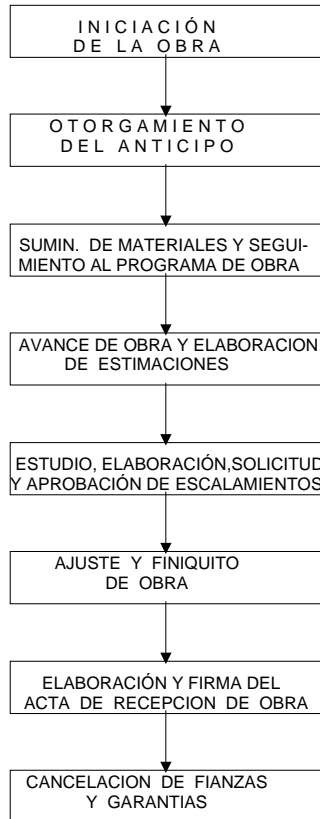 INICIACIÓN
DE LA OBRA
OTORGAMIENTO
DEL ANTICIPO
SUMIN. DE MATERIALES Y SEGUI-
MIENTO AL PROGRAMA DE OBRA
AVANCE DE OBRA Y ELABORACION
DE ESTIMACIONES
ESTUDIO, ELABORACIÓN,SOLICITUD
Y APROBACIÓN DE ESCALAMIENTOS
AJUSTE Y FINIQUITO
DE OBRA
ELABORACIÓN Y FIRMA DEL
ACTA DE RECEPCION DE OBRA
CANCELACION DE FIANZAS
Y GARANTIAS